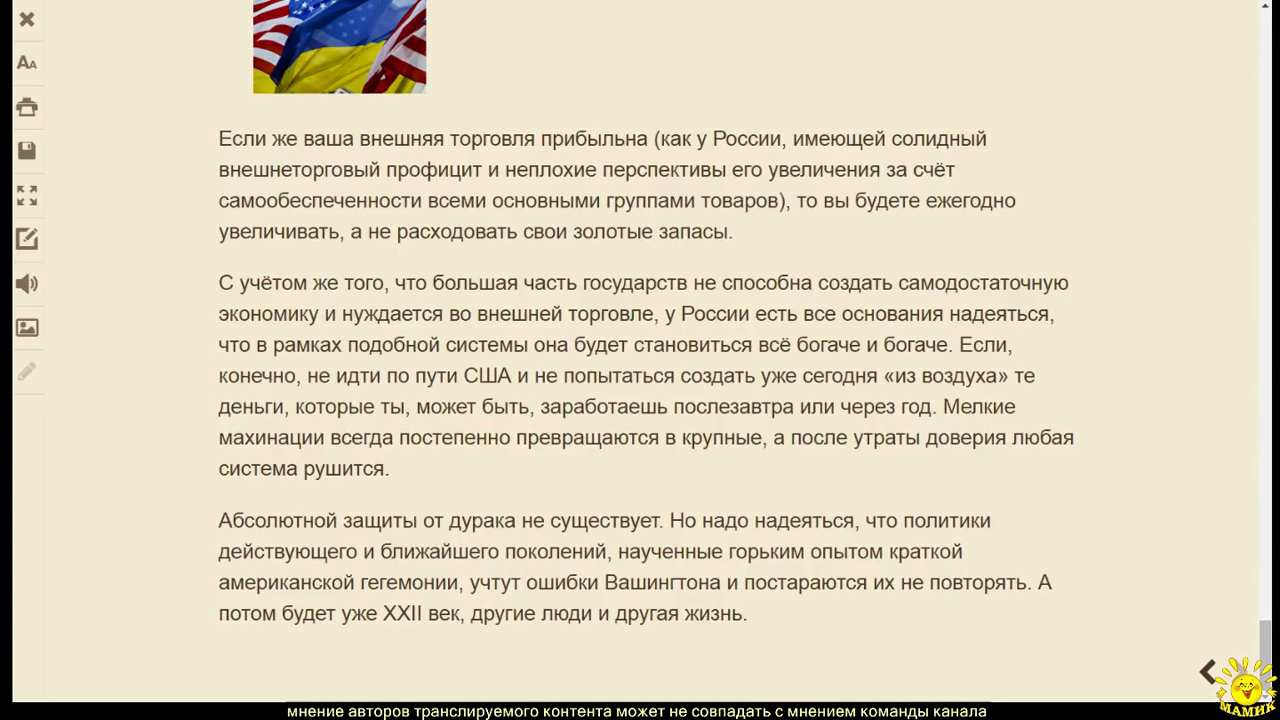 Если же ваша внешняя торговля прибыльна (как у России, имеющей солидный
внешнеторговый профицит и неплохие перспективы его увеличения за счёт
самообеспеченности всеми основными группами товаров), то вы будете ежегодно
увеличивать, а не расходовать свои золотые запасы.
С учётом же того, что большая часть государств не способна создать самодостаточную
экономику и нуждается во внешней торговле, у России есть все основания надеяться,
что в рамках подобной системы она будет становиться всё богаче и богаче. Если,
конечно, не идти по пути США и не попытаться создать уже сегодня «из воздуха» те
деньги, которые ты, может быть, заработаешь послезавтра или через год. Мелкие
махинации всегда постепенно превращаются в крупные, а после утраты доверия любая
система рушится.
Абсолютной защиты от дурака не существует. Но надо надеяться, что политики
действующего и ближайшего поколений, наученные горьким опытом краткой
американской гегемонии, учтут ошибки Вашингтона и постараются их не повторять. А
потом будет уже XXII век, другие люди и другая жизнь.
МАМИК
мнение авторов транслируемого контента может не совпадать с мнением команды канала